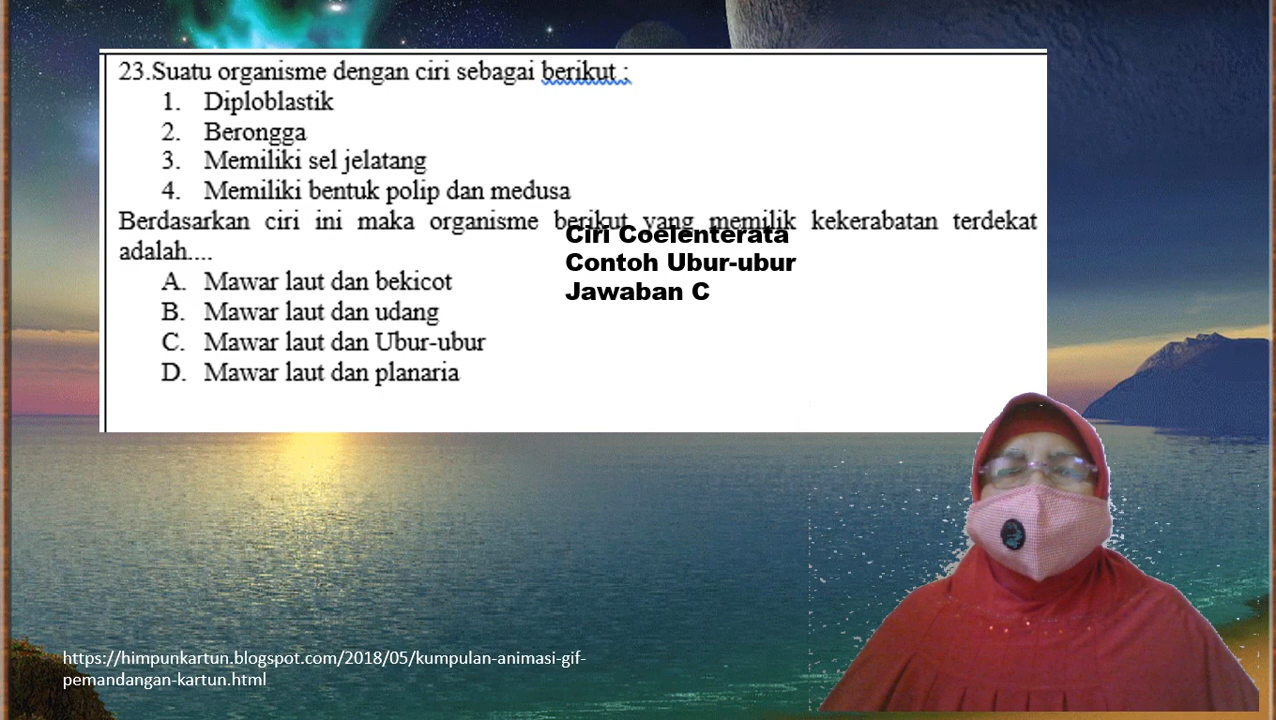 23.Suatu organisme dengan ciri sebagai berikut :
1. Diploblastik
2. Berongga
3. Memiliki sel jelatang
4. Memiliki bentuk polip dan medusa
Berdasarkan ciri ini maka organisme berikut yang memilik kekerabatan terdekat
adalah....
Ciri Coelenterata
Contoh Ubur-ubur
Jawaban C
A. Mawar laut dan bekicot
B. Mawar laut dan udang
C. Mawar laut dan Ubur-ubur
D. Mawar laut dan planaria
https://himpunkartun.blogspot.com/2018/05/kumpulan-animasi-gif-
pemandangan-kartun.html